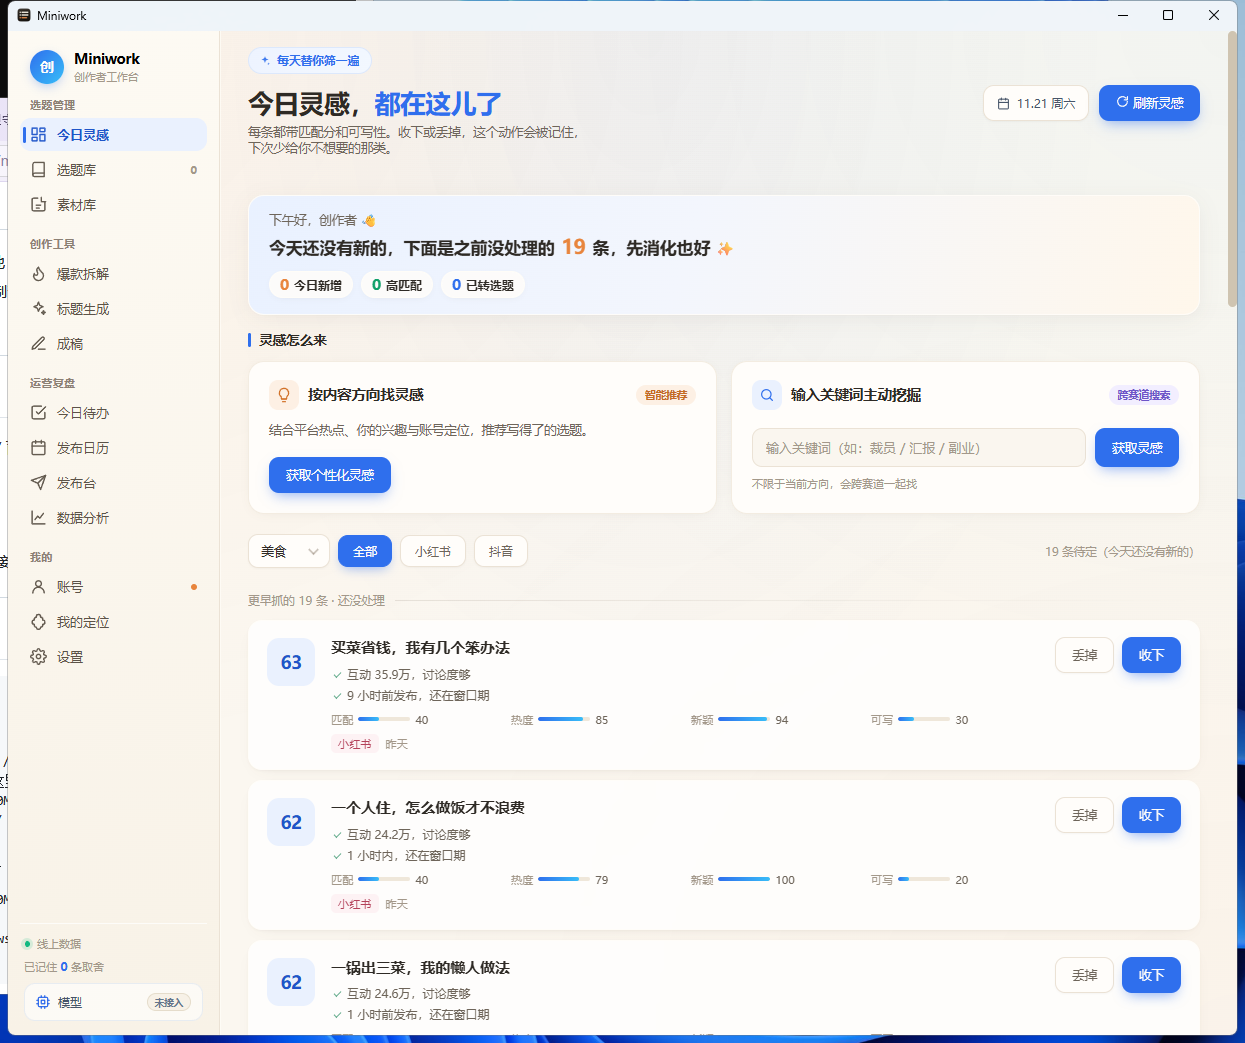 Miniwork
创
Miniwork
创作者工作台
选题管理
今日灵感
选题库 0
素材库
创作工具
爆款拆解
标题生成
成稿
运营复盘
今日待办
发布日历
发布台
数据分析
我的
账号
我的定位
设置
线上数据
已记住 0 条取舍
模型 未接入
每天替你筛一遍
今日灵感，都在这儿了
每条都带匹配分和可写性。收下或丢掉，这个动作会被记住，
下次少给你不想要的那类。
11.21 周六
刷新灵感
下午好，创作者
今天还没有新的，下面是之前没处理的 19 条，先消化也好
0 今日新增 0 高匹配 0 已转选题
灵感怎么来
按内容方向找灵感 智能推荐
结合平台热点、你的兴趣与账号定位，推荐写得了的选题。
获取个性化灵感
输入关键词主动挖掘 跨赛道搜索
输入关键词（如：裁员 / 汇报 / 副业） 获取灵感
不限于当前方向，会跨赛道一起找
美食 全部 小红书 抖音 19 条待定（今天还没有新的）
更早抓的 19 条 · 还没处理
63 买菜省钱，我有几个笨办法 丢掉 收下
互动 35.9万，讨论度够
9 小时前发布，还在窗口期
匹配 40 热度 85 新颖 94 可写 30
小红书 昨天
62 一个人住，怎么做饭才不浪费 丢掉 收下
互动 24.2万，讨论度够
1 小时内，还在窗口期
匹配 40 热度 79 新颖 100 可写 20
小红书 昨天
62 一锅出三菜，我的懒人做法 丢掉 收下
互动 24.6万，讨论度够
1 小时前发布，还在窗口期